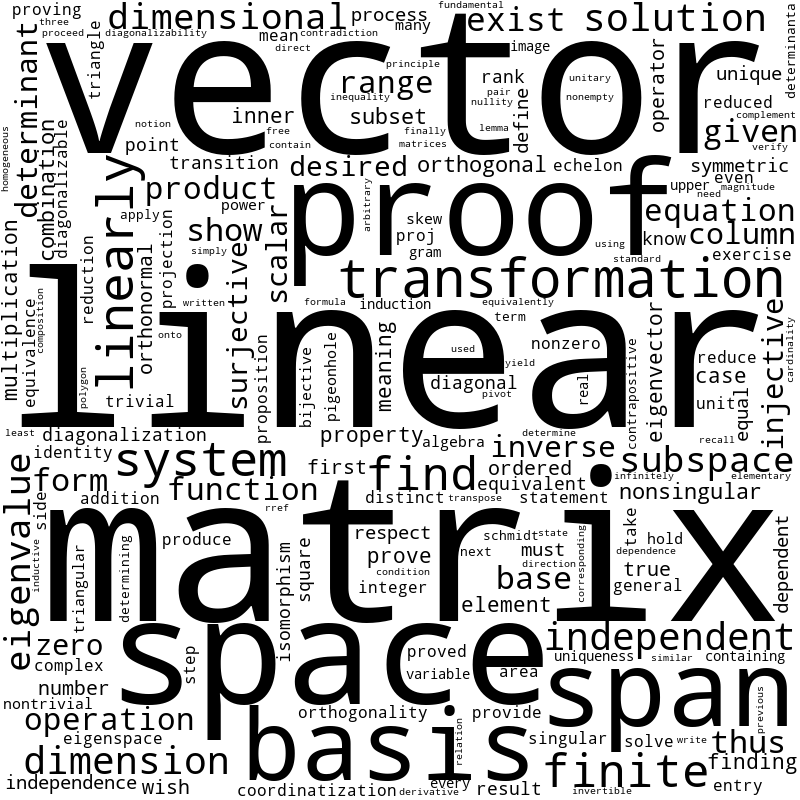 proving
dimensional
process
exist
solution
fundamental
three
proceed
diagonalizability
contradiction
mean
many
direct
vector
image
principle
triangle
range
rank
unitary
unique
determinanta
determinant
inequality
pair
nullity
nonempty
operator
reduced
inner
subset
define
complement
notion
free
contain
finally
matrices
lemma
given
verify
point
homogeneous
combination
diagonalizable
transition
desired
orthogonal
echelon
symmetric
even
linearly
product
proof
upper
need
magnitude
apply
power
arbitrary
skew
equation
show
scalar
proj
gram
using
know
column
multiplication
reduction
orthonormal
projection
simply
standard
exercise
transformation
equivalence
composition
surjective
written
formula
induction
equivalently
term
linear
onto
proposition
bijective
pigeonhole
meaning
used
nonzero
yield
eigenvector
reduce
injective
cardinality
polygon
diagonal
pivot
real
contrapositive
case
trivial
unit
equal
least
diagonalization
property
algebra
determine
inverse
recall
identity
system
first
find
ordered
subspace
form
function
equivalent
infinitely
elementary
addition
distinct
transpose
statement
nonsingular
eigenvalue
side
rref
matrix
respect
schmidt
state
take
hold
produce
prove
next
must
dependence
inductive
triangular
determining
isomorphism
square
condition
direction
corresponding
true
dependent
integer
base
general
element
space
independent
zero
proved
complex
step
variable
area
uniqueness
similar
containing
number
span
nontrivial
orthogonality
provide
previous
operation
basis
eigenspace
relation
singular
solve
write
thus
dimension
finite
finding
independence
wish
coordinatization
derivative
every
result
invertible
entry